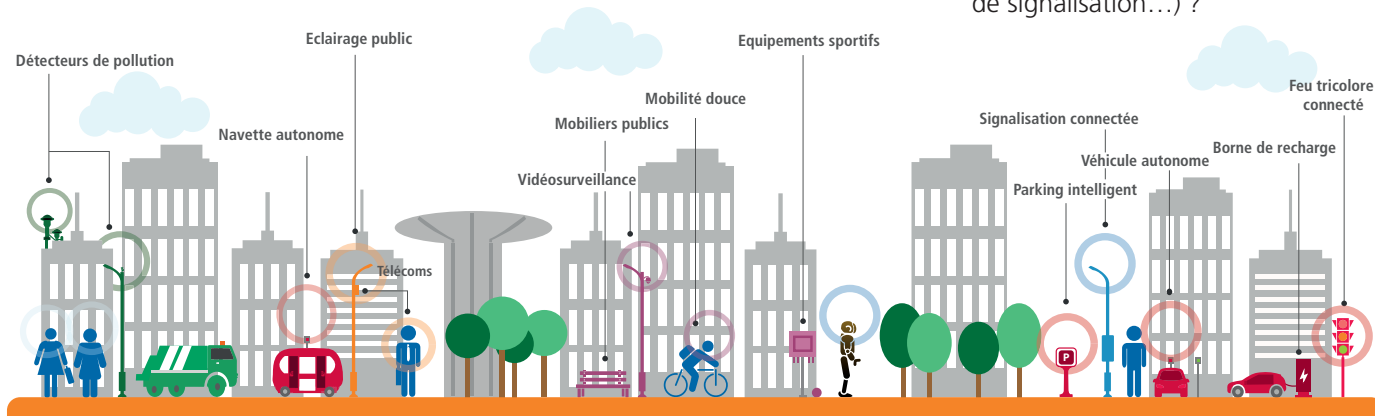 de signalisation…) ?
Eclairage public
Equipements sportifs
Détecteurs de pollution
Feu tricolore
connecté
Mobilité douce
Navette autonome
Mobiliers publics
Signalisation connectée
Borne de recharge
Véhicule autonome
Vidéosurveillance
Parking intelligent
Télécoms
P